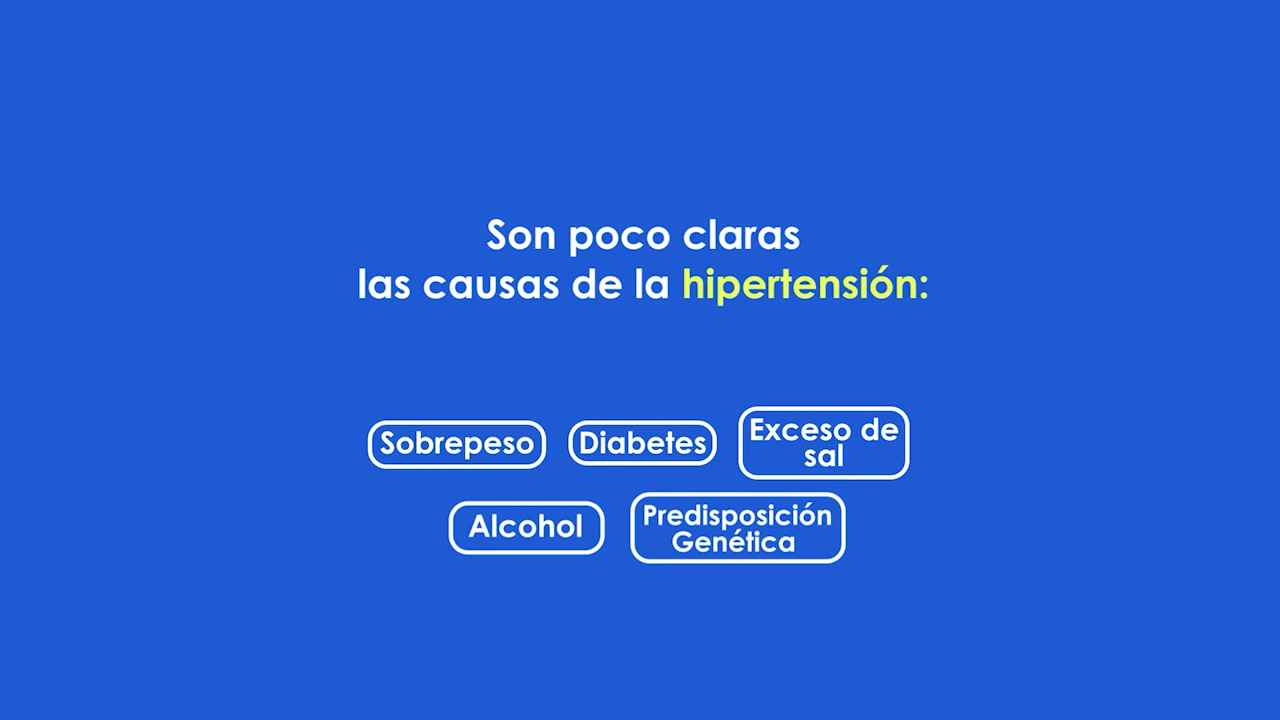 Son poco claras
las causas de la hipertensión:
Sobrepeso
Diabetes
Exceso de
sal
Alcohol
Predisposición
Genética